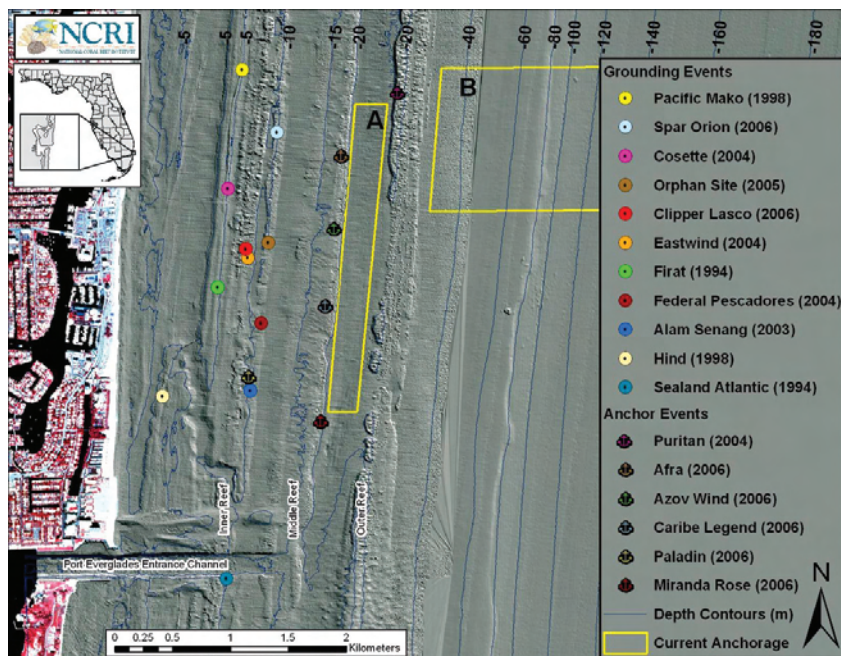 NCRI
NATIONAL CORAL REEF INSTITUTE
-5
-5
-5
-10
-15
-20
-20
-40
-60
-80
-100
-120
-140
-160
-180
A
B
Inner Reef
Middle Reef
Outer Reef
Port Everglades Entrance Channel
0 0.25 0.5 1 1.5 2
Kilometers
Grounding Events
Pacific Mako (1998)
Spar Orion (2006)
Cosette (2004)
Orphan Site (2005)
Clipper Lasco (2006)
Eastwind (2004)
Firat (1994)
Federal Pescadores (2004)
Alam Senang (2003)
Hind (1998)
Sealand Atlantic (1994)
Anchor Events
Puritan (2004)
Afra (2006)
Azov Wind (2006)
Caribe Legend (2006)
Paladin (2006)
Miranda Rose (2006)
Depth Contours (m)
Current Anchorage
N